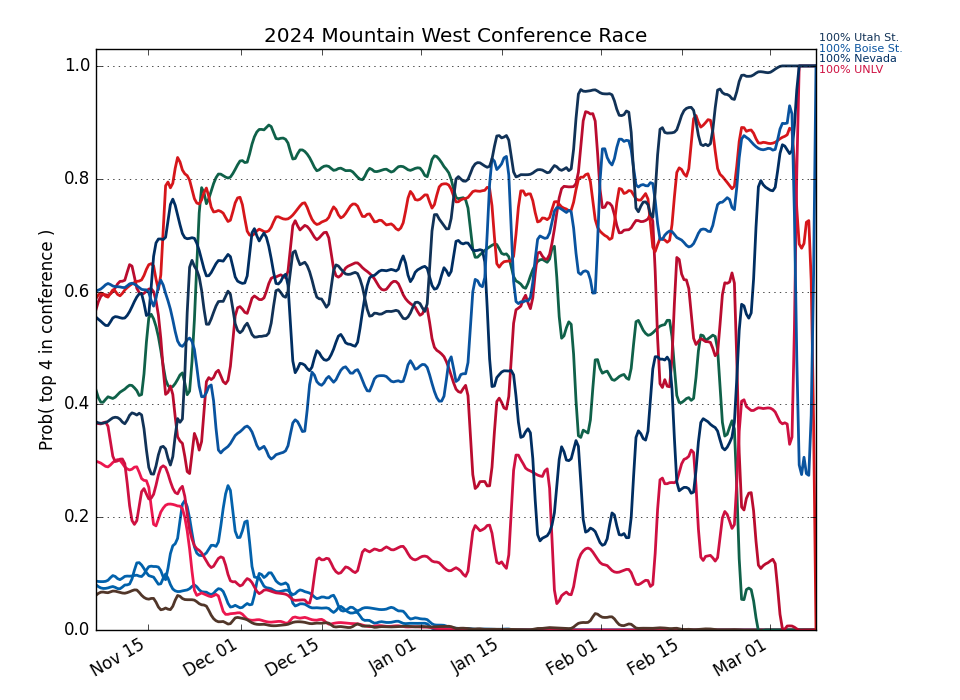 2024 Mountain West Conference Race
100% Utah St.
100% Boise St.
100% Nevada
100% UNLV
Prob( top 4 in conference )
1.0
0.8
0.6
0.4
0.2
0.0
Nov 15
Dec 01
Dec 15
Jan 01
Jan 15
Feb 01
Feb 15
Mar 01